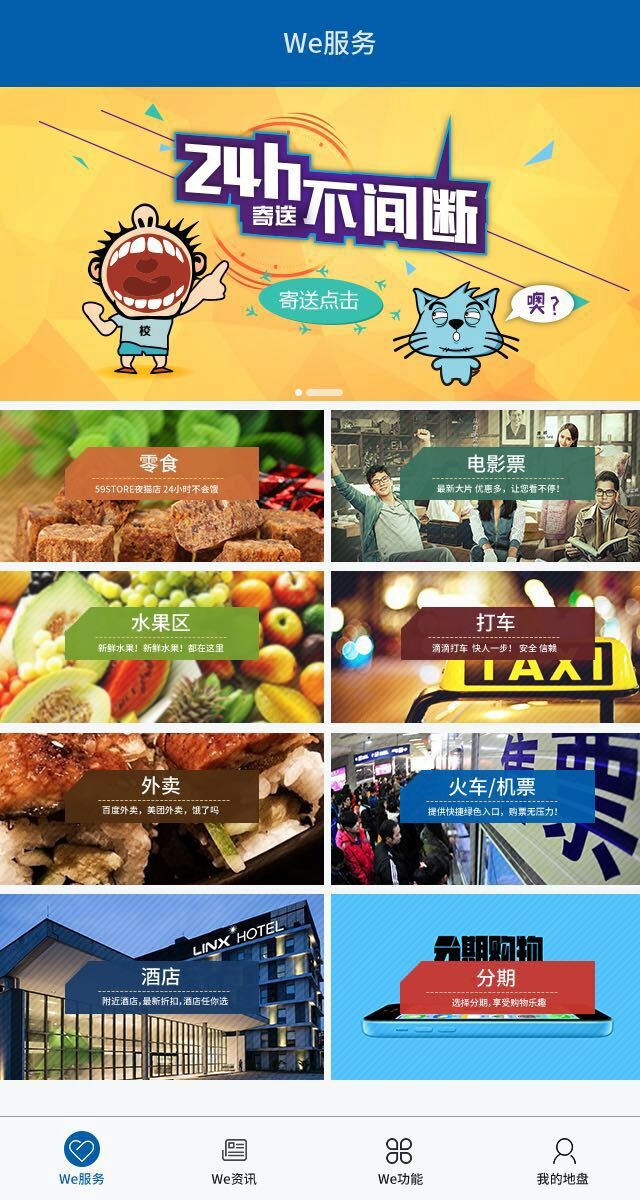 We服务
24h
寄送
不间断
校
寄送点击
噢？
零食
59STORE夜猫店 24小时不会饿
电影票
最新大片 优惠多，让您看不停！
水果区
新鲜水果！新鲜水果！都在这里
打车
滴滴打车 快人一步！ 安全 信赖
TAXI
外卖
百度外卖，美团外卖，饿了吗
火车/机票
提供快捷绿色入口，购票无压力！
售票
LINX HOTEL
酒店
附近酒店，最新折扣，酒店任你选
分期购物
分期
选择分期，享受购物乐趣
We服务
We资讯
We功能
我的地盘